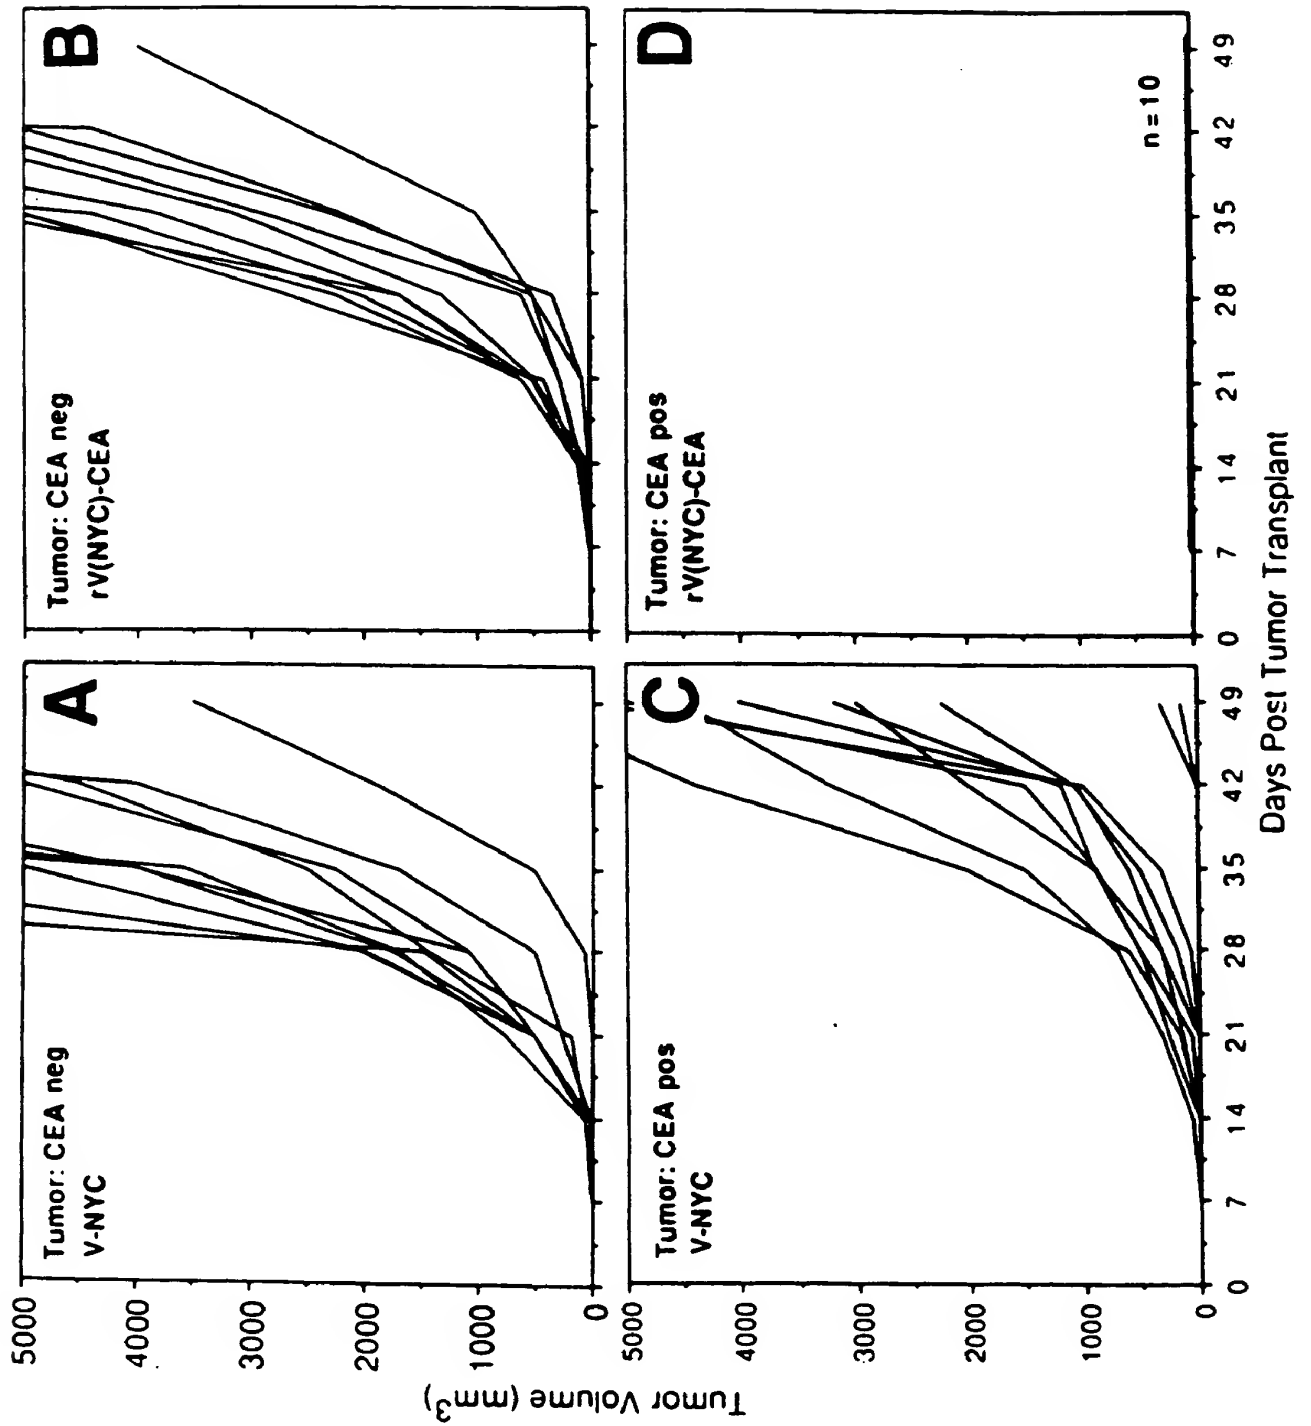 Tumor Volume (mm³)
5000
4000
3000
2000
1000
0
A
Tumor: CEA neg
V-NYC
B
Tumor: CEA neg
rV(NYC)-CEA
5000
4000
3000
2000
1000
0
C
Tumor: CEA pos
V-NYC
D
Tumor: CEA pos
rV(NYC)-CEA
n=10
0 7 14 21 28 35 42 49
0 7 14 21 28 35 42 49
Days Post Tumor Transplant